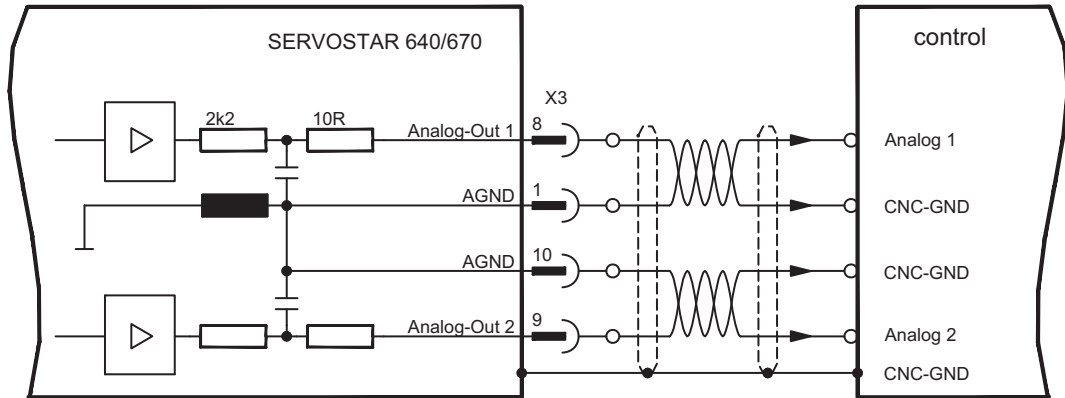 SERVOSTAR 640/670
control
X3
2k2
10R
Analog-Out 1
8
Analog 1
AGND
1
CNC-GND
AGND
10
CNC-GND
Analog-Out 2
9
Analog 2
CNC-GND